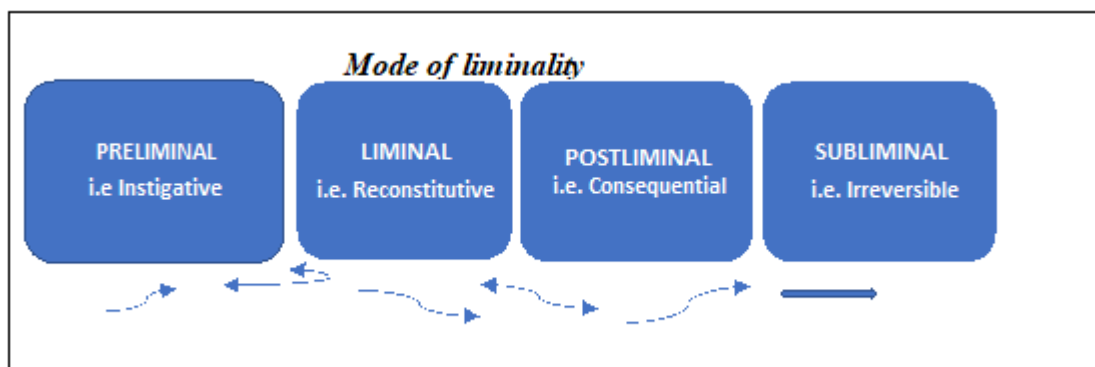 Mode of liminality
PRELIMINAL
i.e Instigative
LIMINAL
i.e. Reconstitutive
POSTLIMINAL
i.e. Consequential
SUBLIMINAL
i.e. Irreversible